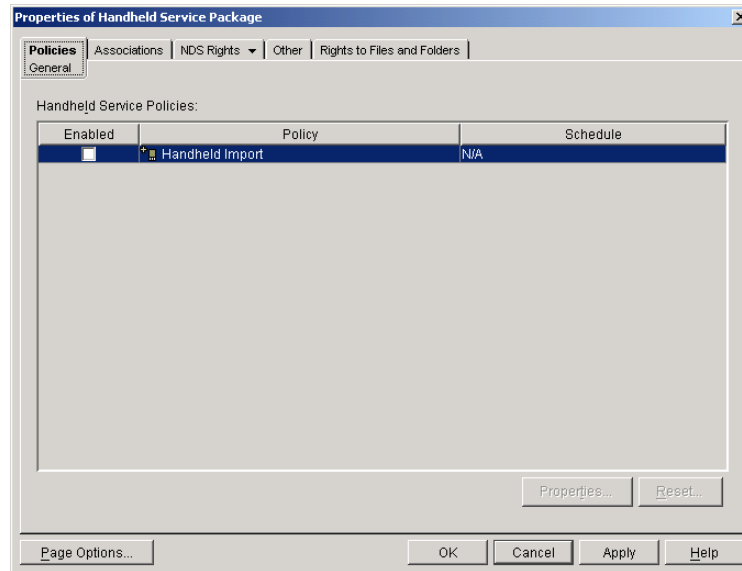 Properties of Handheld Service Package
Policies Associations NDS Rights Other Rights to Files and Folders
General
Handheld Service Policies:
Enabled Policy Schedule
Handheld Import N/A
Properties... Reset...
Page Options... OK Cancel Apply Help